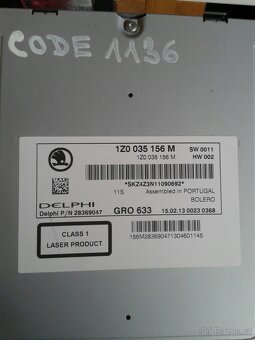 CODE 1136
1Z0 035 156 M
SW 0011
1Z0 035 156 M
HW 002
*SKZ4Z3N11090692*
11S Assembled in PORTUGAL
BOLERO
DELPHI
Delphi P/N 28369047
GRO 633
15.02.13 0023 0368
CLASS 1
LASER PRODUCT
156M283690471304601145